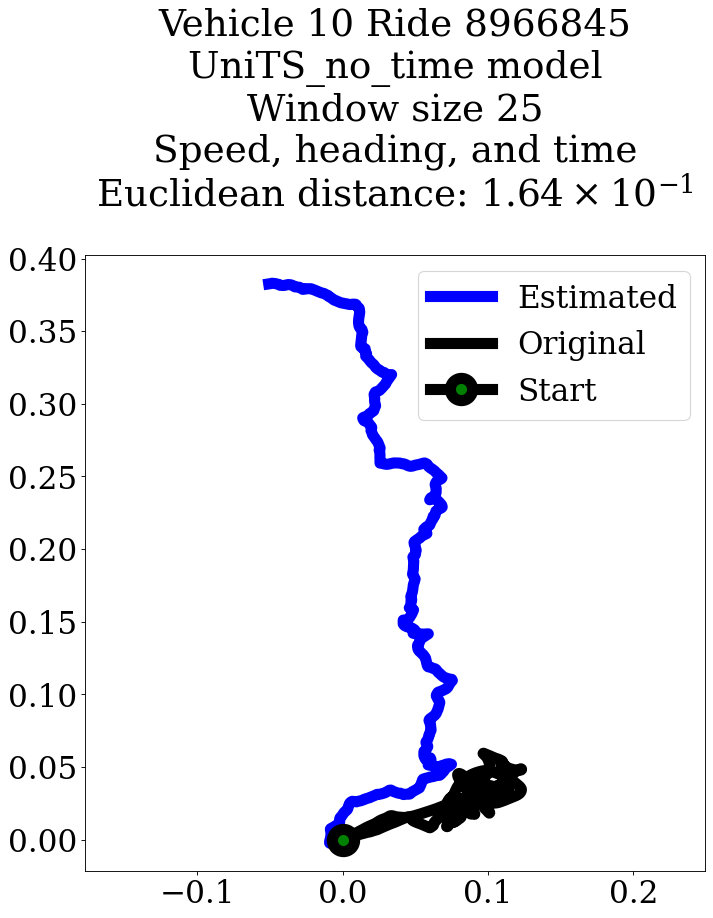 Vehicle 10 Ride 8966845
UniTS_no_time model
Window size 25
Speed, heading, and time
Euclidean distance: 1.64 × 10⁻¹
0.40
0.35
0.30
0.25
0.20
0.15
0.10
0.05
0.00
Estimated
Original
Start
−0.1 0.0 0.1 0.2